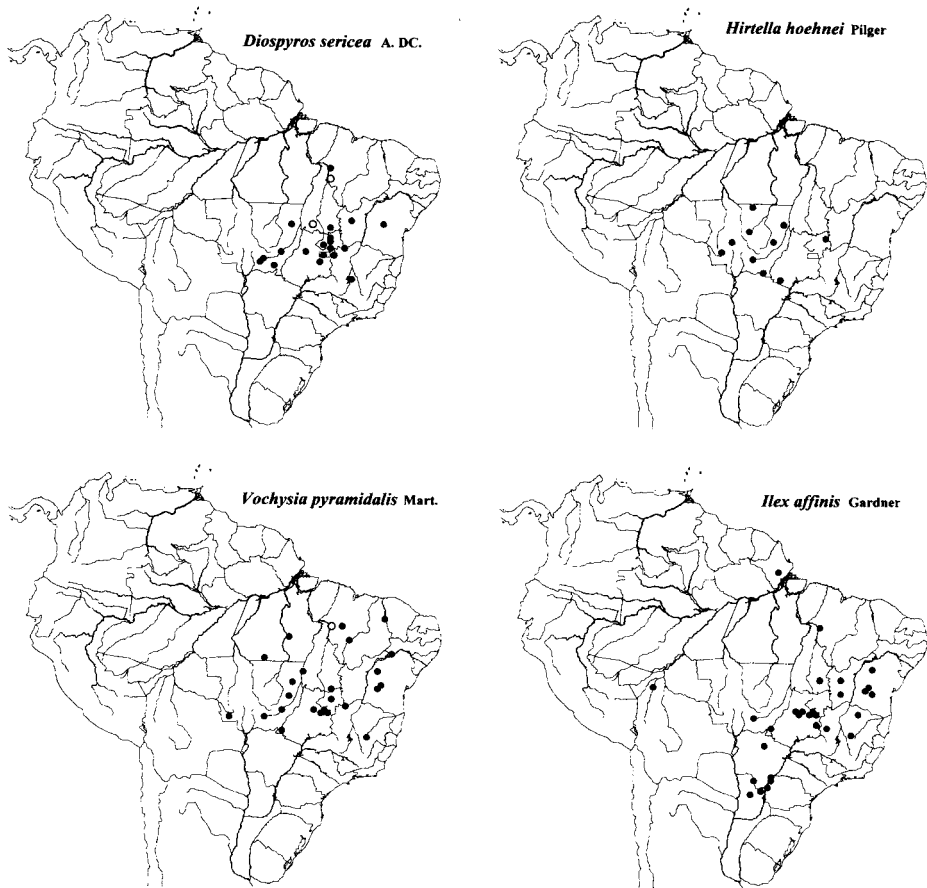 Diospyros sericea A. DC.
Hirtella hoehnei Pilger
Vochysia pyramidalis Mart.
Ilex affinis Gardner